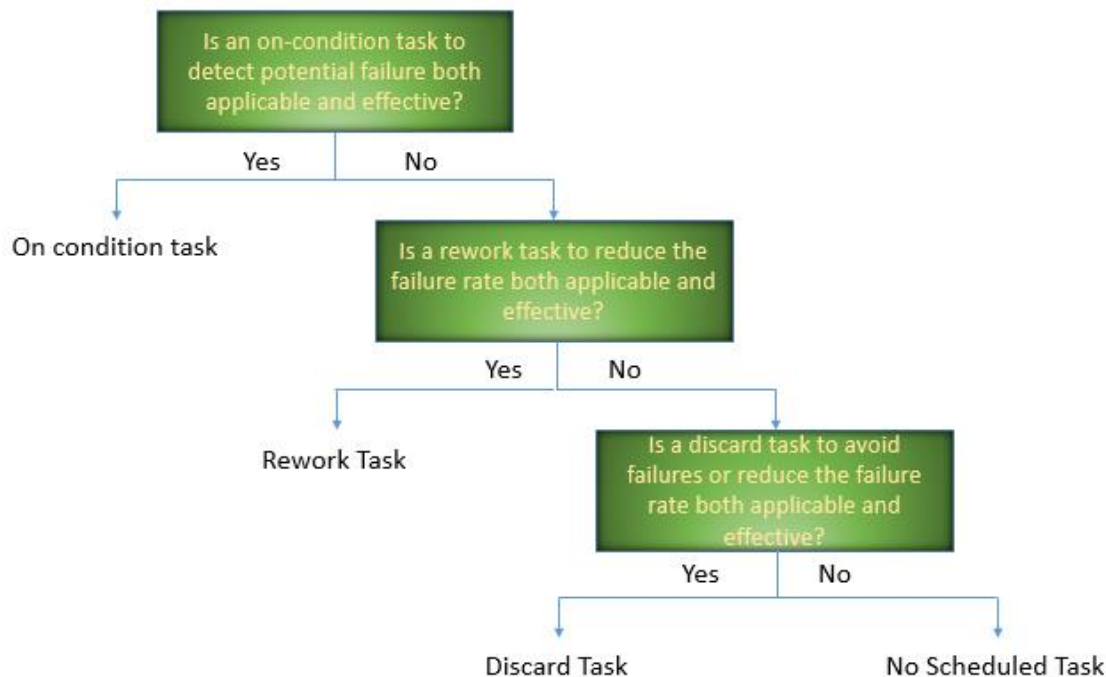 Is an on-condition task to
detect potential failure both
applicable and effective?
Yes
No
On condition task
Is a rework task to reduce the
failure rate both applicable and
effective?
Yes
No
Rework Task
Is a discard task to avoid
failures or reduce the failure
rate both applicable and
effective?
Yes
No
Discard Task
No Scheduled Task